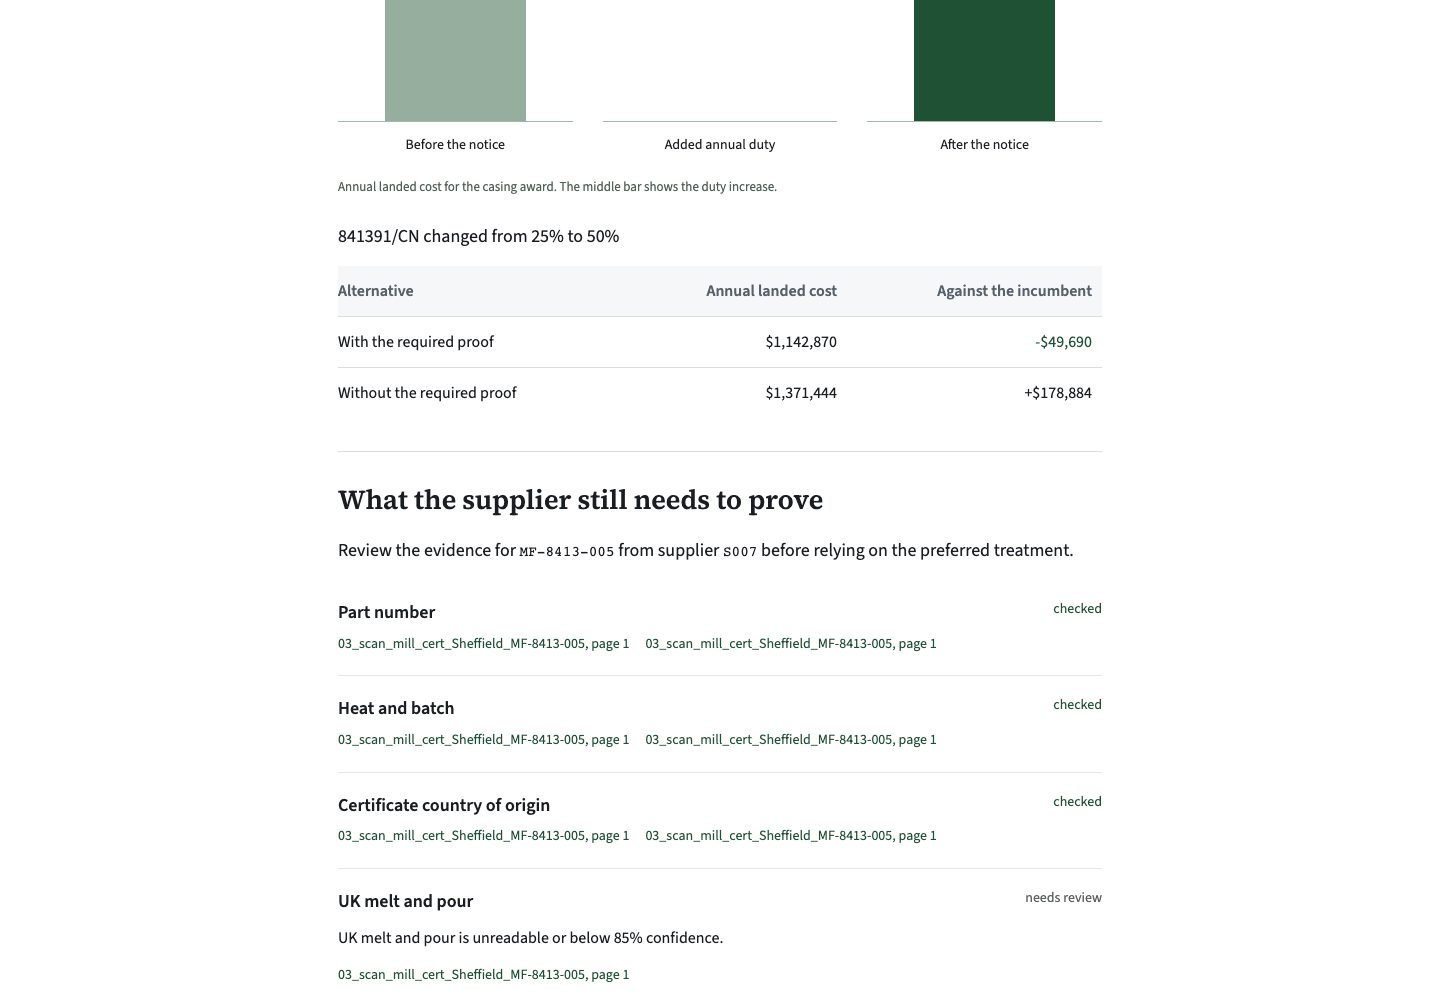 Before the notice
Added annual duty
After the notice
Annual landed cost for the casing award. The middle bar shows the duty increase.
841391/CN changed from 25% to 50%
Alternative Annual landed cost Against the incumbent
With the required proof $1,142,870 -$49,690
Without the required proof $1,371,444 +$178,884
What the supplier still needs to prove
Review the evidence for MF-8413-005 from supplier S007 before relying on the preferred treatment.
Part number checked
03_scan_mill_cert_Sheffield_MF-8413-005, page 1 03_scan_mill_cert_Sheffield_MF-8413-005, page 1
Heat and batch checked
03_scan_mill_cert_Sheffield_MF-8413-005, page 1 03_scan_mill_cert_Sheffield_MF-8413-005, page 1
Certificate country of origin checked
03_scan_mill_cert_Sheffield_MF-8413-005, page 1 03_scan_mill_cert_Sheffield_MF-8413-005, page 1
UK melt and pour needs review
UK melt and pour is unreadable or below 85% confidence.
03_scan_mill_cert_Sheffield_MF-8413-005, page 1